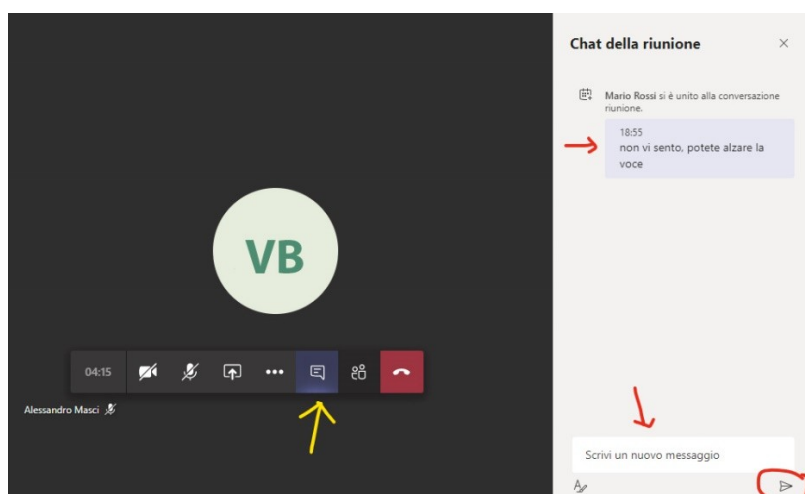 Chat della riunione
Mario Rossi si è unito alla conversazione
riunione.
18:55
non vi sento, potete alzare la
voce
VB
04:15
Alessandro Masci
Scrivi un nuovo messaggio